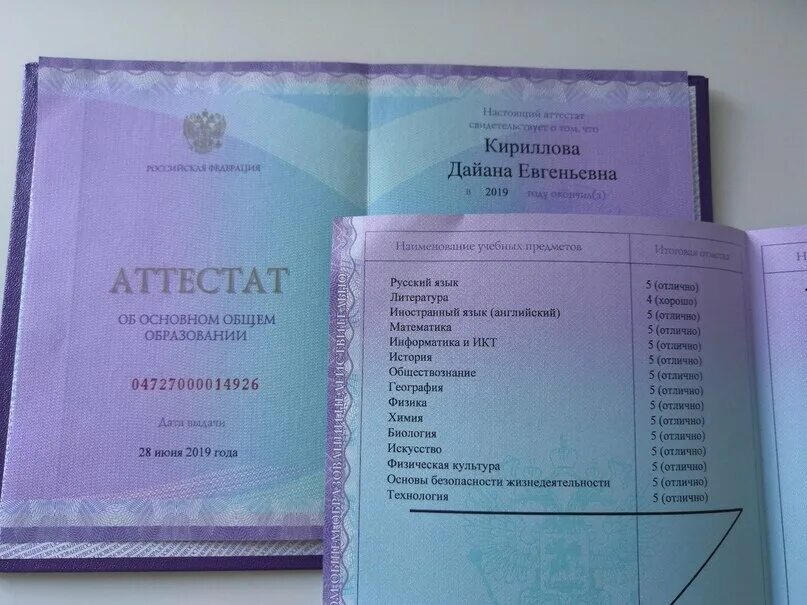 РОССИЙСКАЯ ФЕДЕРАЦИЯ
АТТЕСТАТ
ОБ ОСНОВНОМ ОБЩЕМ
ОБРАЗОВАНИИ
04727000014926
Дата выдачи
28 июня 2019 года
Настоящий аттестат
свидетельствует о том, что
Кириллова
Дайана Евгеньевна
в 2019 году окончил(а)
Наименование учебных предметов Итоговая отметка
Русский язык 5 (отлично)
Литература 4 (хорошо)
Иностранный язык (английский) 5 (отлично)
Математика 5 (отлично)
Информатика и ИКТ 5 (отлично)
История 5 (отлично)
Обществознание 5 (отлично)
География 5 (отлично)
Физика 5 (отлично)
Химия 5 (отлично)
Биология 5 (отлично)
Искусство 5 (отлично)
Физическая культура 5 (отлично)
Основы безопасности жизнедеятельности 5 (отлично)
Технология 5 (отлично)